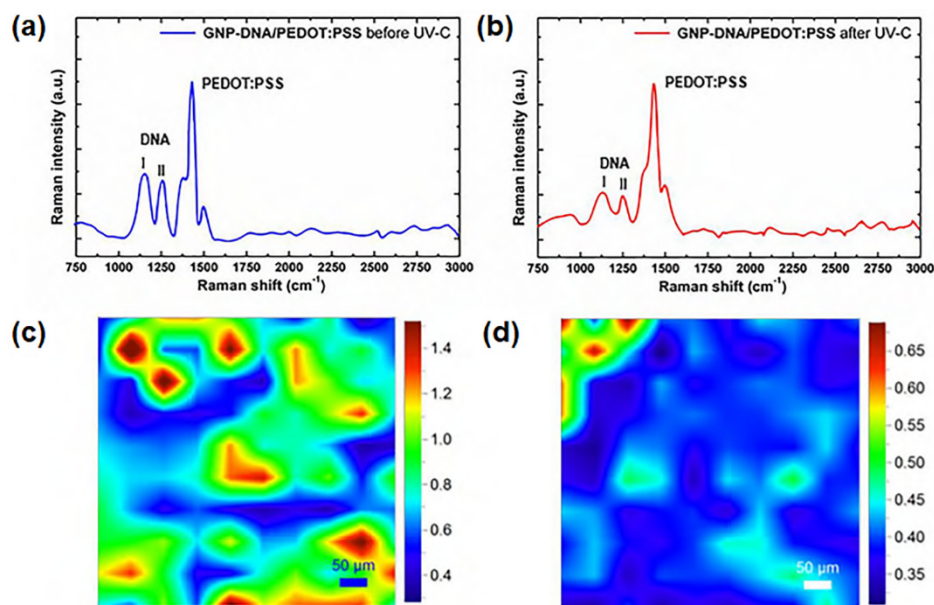 (a)
GNP-DNA/PEDOT:PSS before UV-C
PEDOT:PSS
DNA
I II
Raman intensity (a.u.)
750 1000 1250 1500 1750 2000 2250 2500 2750 3000
Raman shift (cm⁻¹)
(b)
GNP-DNA/PEDOT:PSS after UV-C
PEDOT:PSS
DNA
I II
Raman intensity (a.u.)
750 1000 1250 1500 1750 2000 2250 2500 2750 3000
Raman shift (cm⁻¹)
(c)
50 µm
1.4
1.2
1.0
0.8
0.6
0.4
(d)
50 µm
0.65
0.60
0.55
0.50
0.45
0.40
0.35